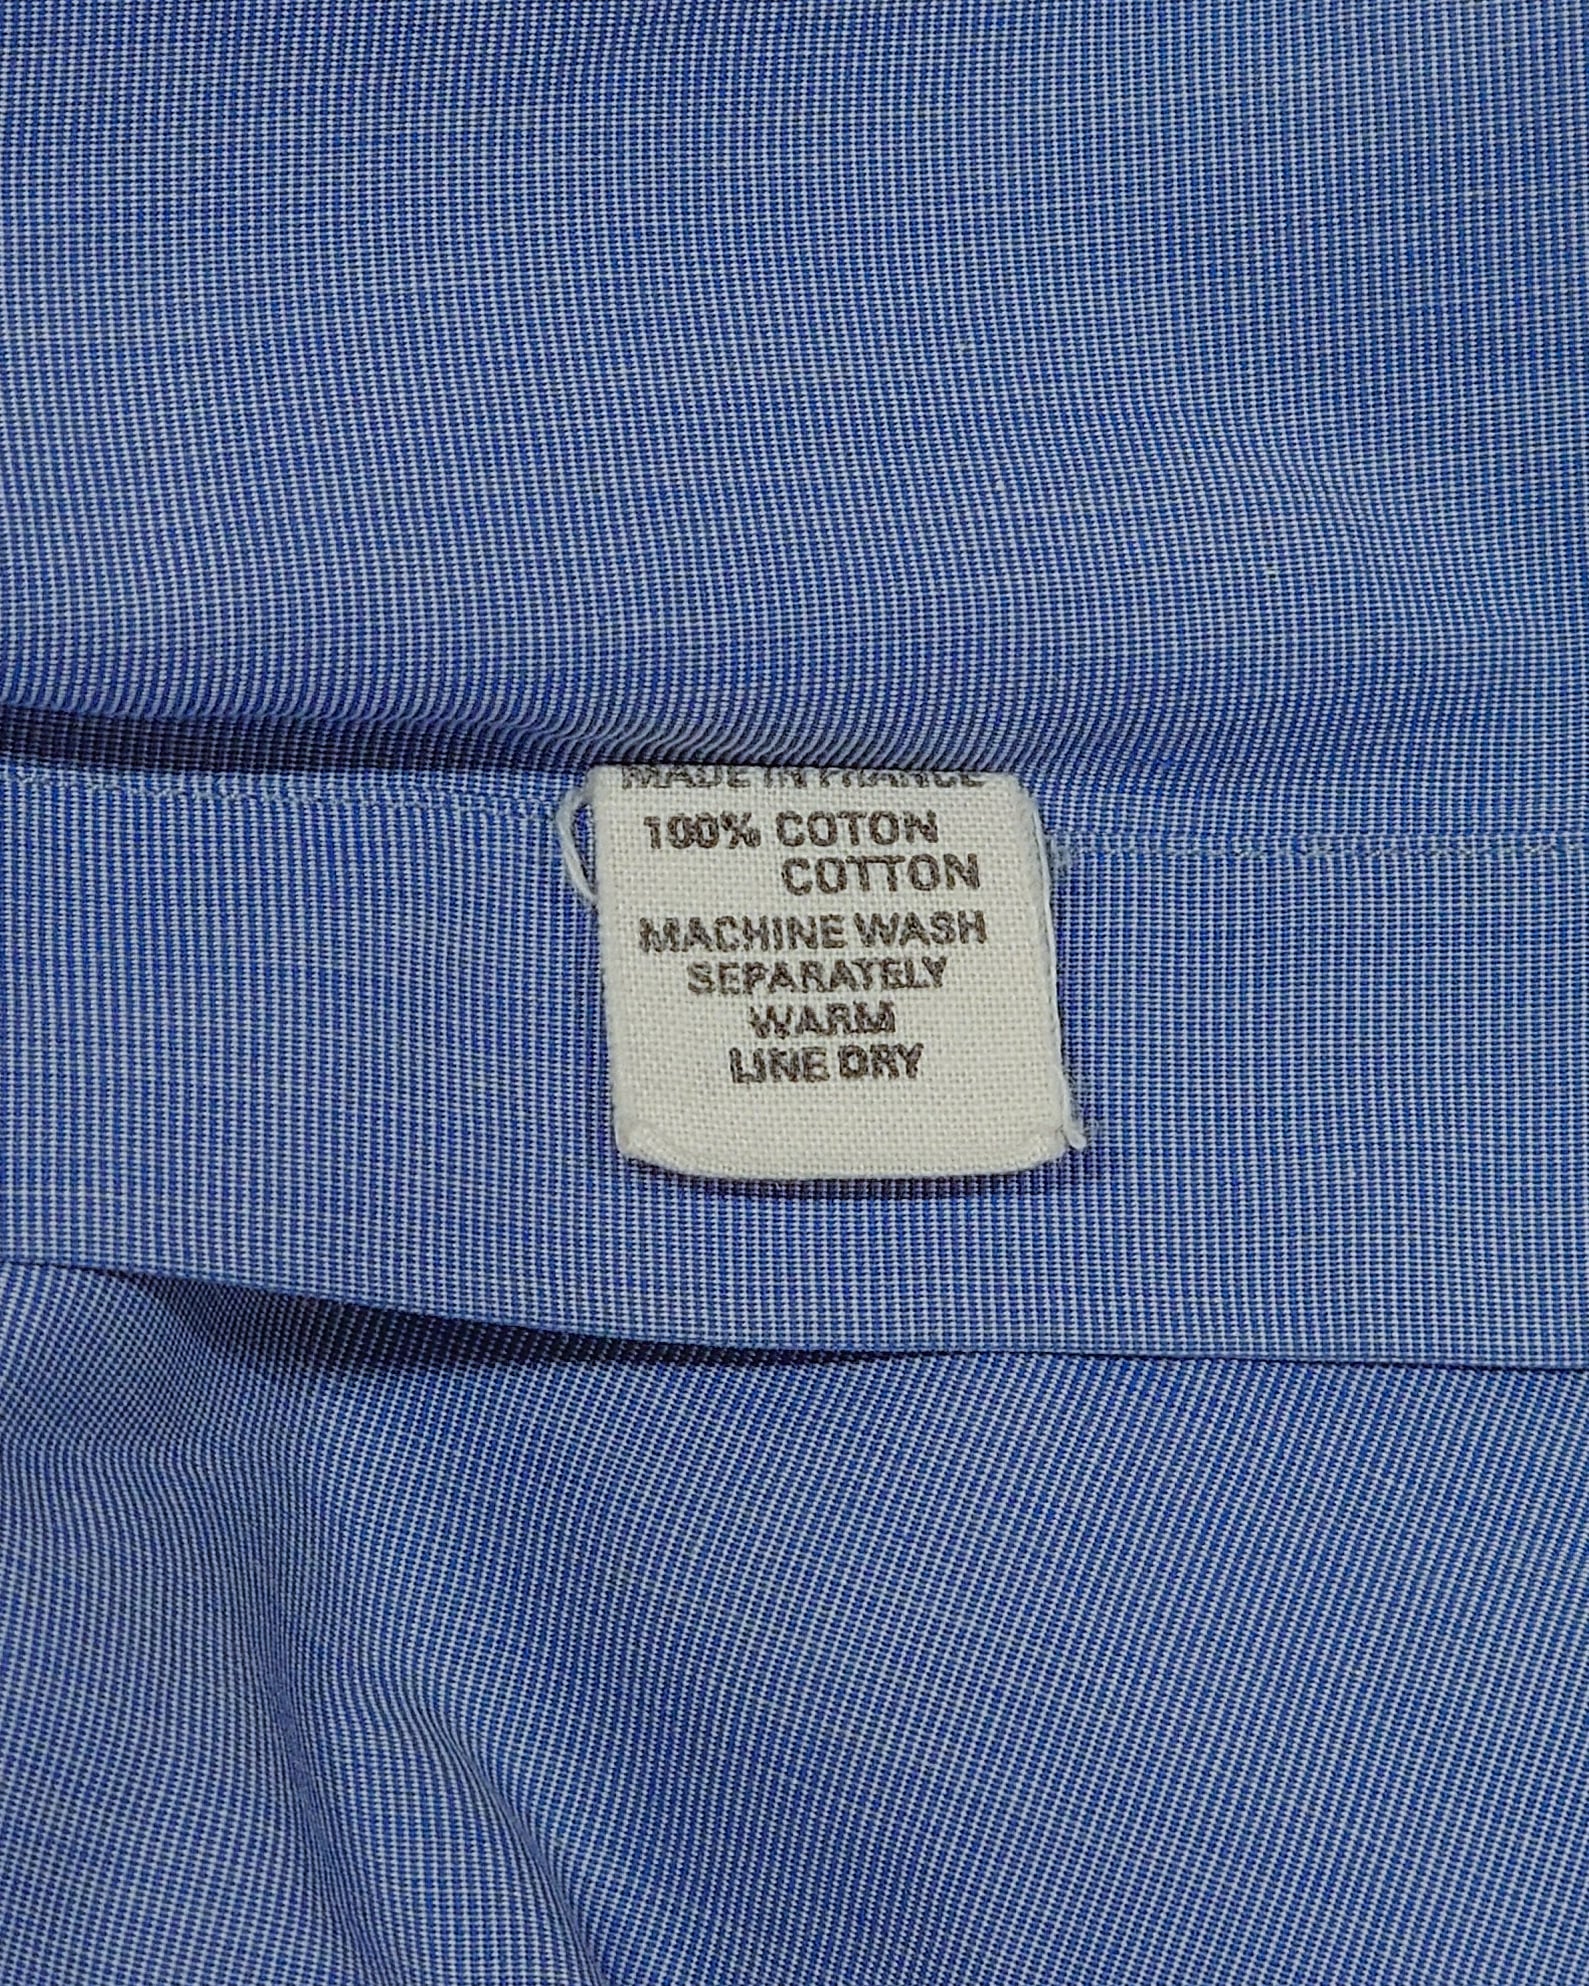 MADE IN FRANCE
100% COTON
COTTON
MACHINE WASH
SEPARATELY
WARM
LINE DRY